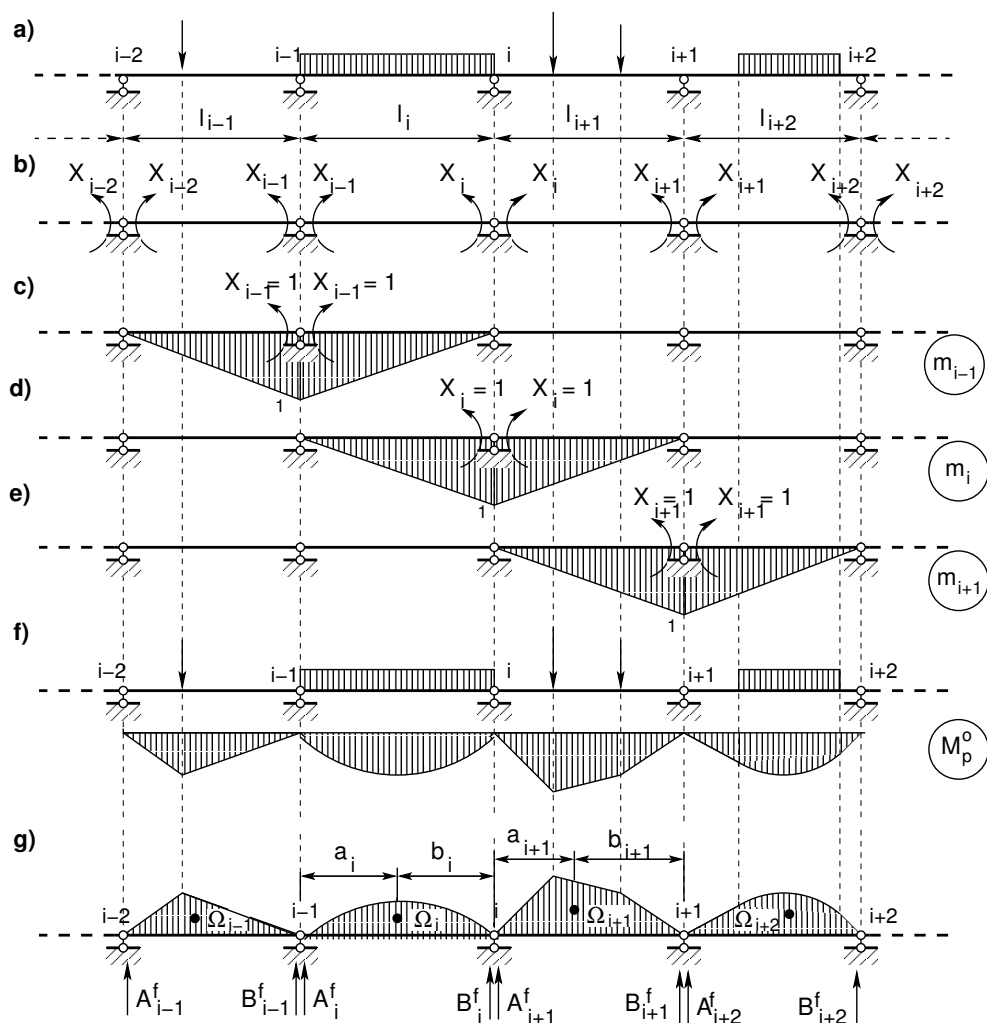 a)
i–2 i–1 i i+1 i+2
l i–1 l i l i+1 l i+2
b)
X i–2 X i–2 X i–1 X i–1 X i X i X i+1 X i+1 X i+2 X i+2
c)
X i–1 = 1 X i–1 = 1
1
m i–1
d)
X i = 1 X i = 1
1
m i
e)
X i+1 = 1 X i+1 = 1
1
m i+1
f)
i–2 i–1 i i+1 i+2
M o p
g)
a i b i a i+1 b i+1
i–2 i–1 i i+1 i+2
Ω i–1 Ω i Ω i+1 Ω i+2
A f i–1 B f i–1 A f i B f i A f i+1 B f i+1 A f i+2 B f i+2